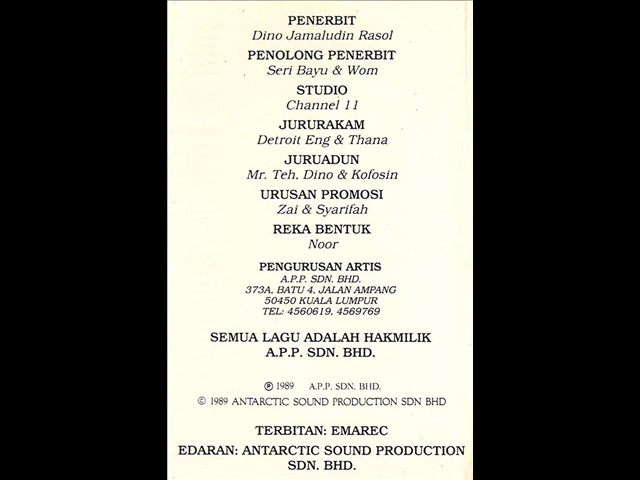 PENERBIT
Dino Jamaludin Rasol
PENOLONG PENERBIT
Seri Bayu & Wom
STUDIO
Channel 11
JURURAKAM
Detroit Eng & Thana
JURUADUN
Mr. Teh, Dino & Kofosin
URUSAN PROMOSI
Zai & Syarifah
REKA BENTUK
Noor
PENGURUSAN ARTIS
A.P.P. SDN. BHD.
373A, BATU 4, JALAN AMPANG
50450 KUALA LUMPUR
TEL: 4560619, 4569769
SEMUA LAGU ADALAH HAKMILIK
A.P.P. SDN. BHD.
℗ 1989 A.P.P. SDN. BHD.
© 1989 ANTARCTIC SOUND PRODUCTION SDN BHD
TERBITAN: EMAREC
EDARAN: ANTARCTIC SOUND PRODUCTION
SDN. BHD.